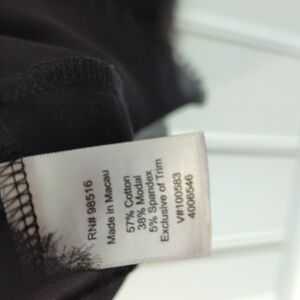 RN# 98516
Made in Macau
57% Cotton
38% Modal
5% Spandex
Exclusive of Trim
V#100583
4006546